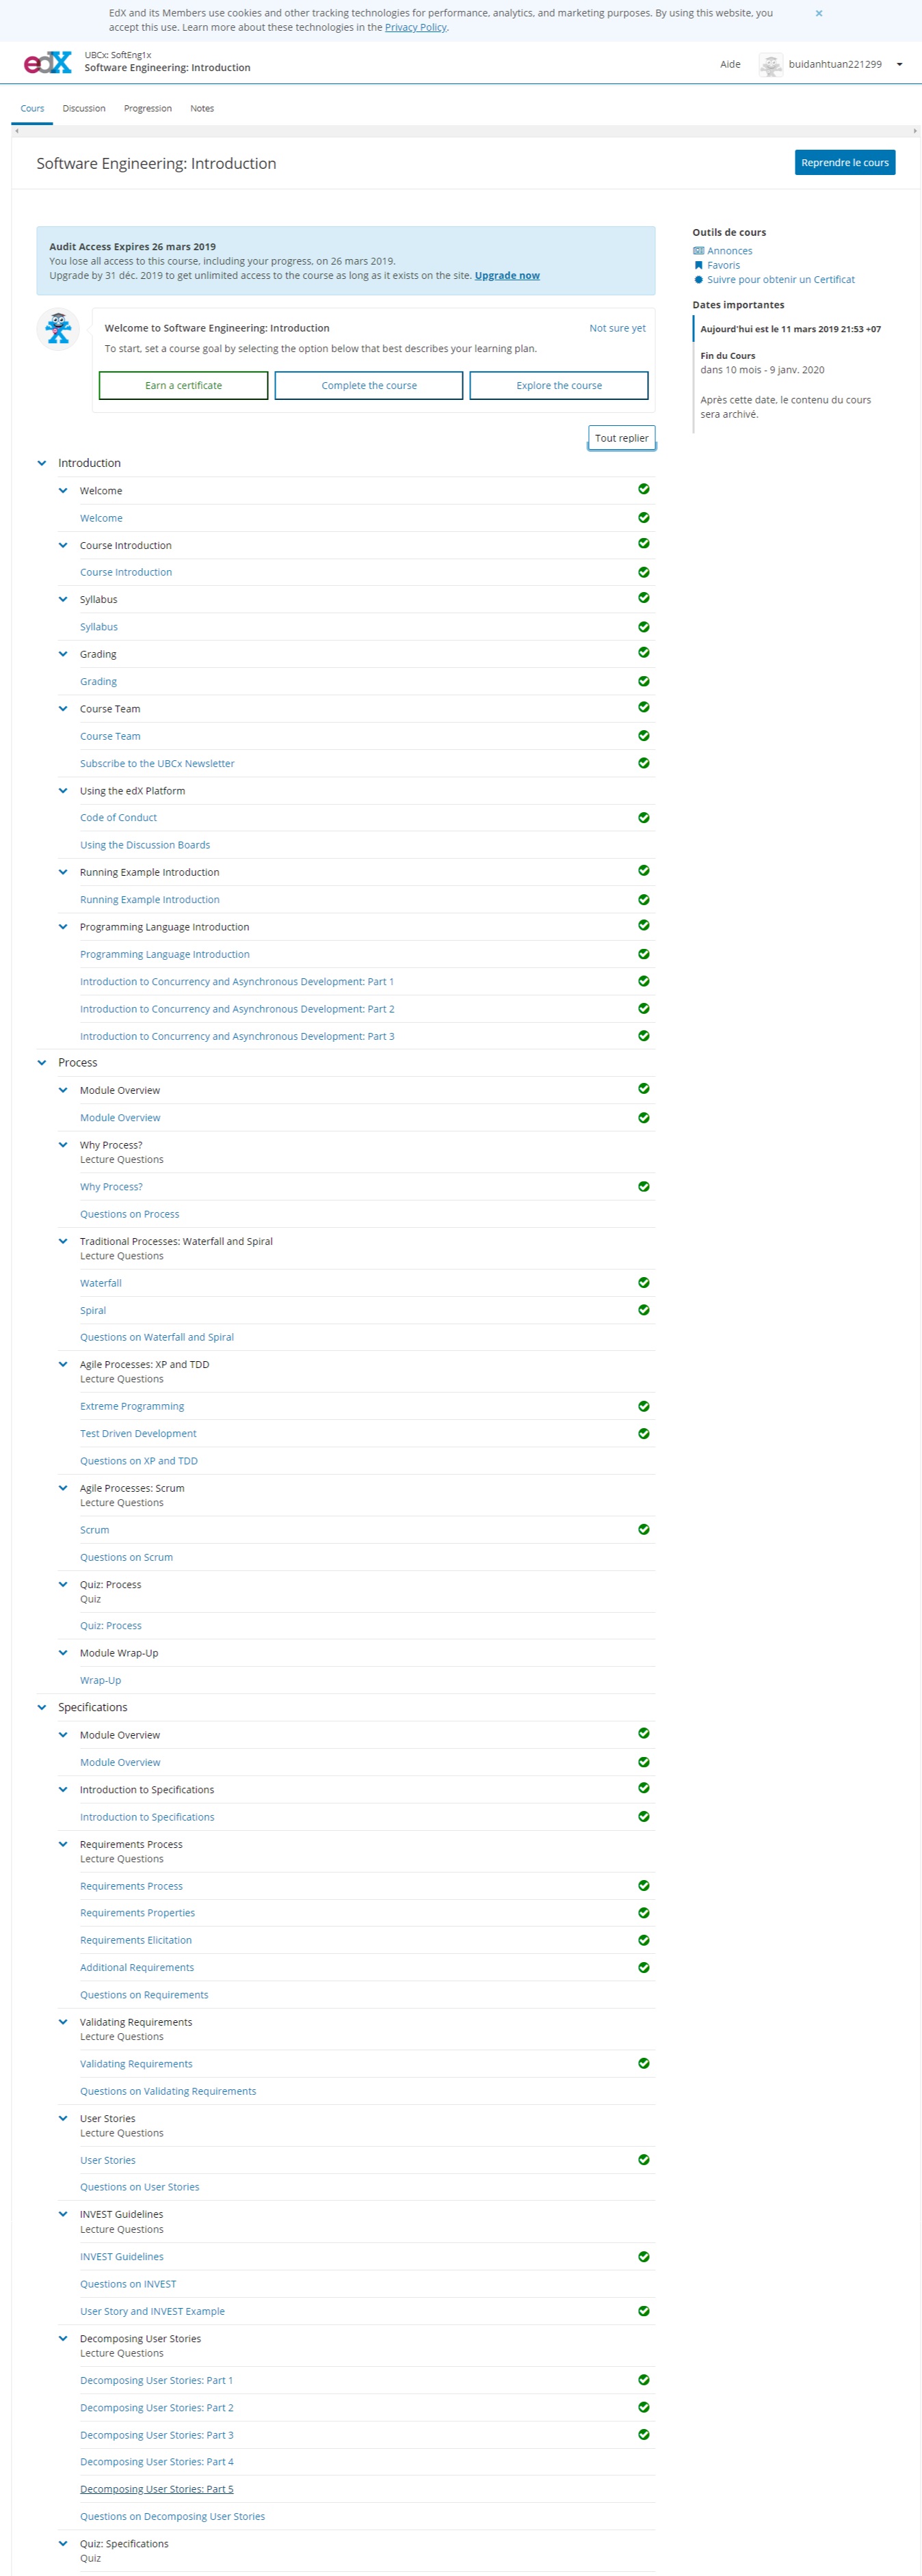 EdX and its Members use cookies and other tracking technologies for performance, analytics, and marketing purposes. By using this website, you
accept this use. Learn more about these technologies in the Privacy Policy.
×
edX
UBCx: SoftEng1x
Software Engineering: Introduction
Aide
buidanhtuan221299
Cours
Discussion
Progression
Notes
Software Engineering: Introduction
Reprendre le cours
Audit Access Expires 26 mars 2019
You lose all access to this course, including your progress, on 26 mars 2019.
Upgrade by 31 déc. 2019 to get unlimited access to the course as long as it exists on the site. Upgrade now
Welcome to Software Engineering: Introduction
Not sure yet
To start, set a course goal by selecting the option below that best describes your learning plan.
Earn a certificate
Complete the course
Explore the course
Outils de cours
Annonces
Favoris
Suivre pour obtenir un Certificat
Dates importantes
Aujourd'hui est le 11 mars 2019 21:53 +07
Fin du Cours
dans 10 mois - 9 janv. 2020
Après cette date, le contenu du cours
sera archivé.
Tout replier
Introduction
Welcome
Welcome
Course Introduction
Course Introduction
Syllabus
Syllabus
Grading
Grading
Course Team
Course Team
Subscribe to the UBCx Newsletter
Using the edX Platform
Code of Conduct
Using the Discussion Boards
Running Example Introduction
Running Example Introduction
Programming Language Introduction
Programming Language Introduction
Introduction to Concurrency and Asynchronous Development: Part 1
Introduction to Concurrency and Asynchronous Development: Part 2
Introduction to Concurrency and Asynchronous Development: Part 3
Process
Module Overview
Module Overview
Why Process?
Lecture Questions
Why Process?
Questions on Process
Traditional Processes: Waterfall and Spiral
Lecture Questions
Waterfall
Spiral
Questions on Waterfall and Spiral
Agile Processes: XP and TDD
Lecture Questions
Extreme Programming
Test Driven Development
Questions on XP and TDD
Agile Processes: Scrum
Lecture Questions
Scrum
Questions on Scrum
Quiz: Process
Quiz
Quiz: Process
Module Wrap-Up
Wrap-Up
Specifications
Module Overview
Module Overview
Introduction to Specifications
Introduction to Specifications
Requirements Process
Lecture Questions
Requirements Process
Requirements Properties
Requirements Elicitation
Additional Requirements
Questions on Requirements
Validating Requirements
Lecture Questions
Validating Requirements
Questions on Validating Requirements
User Stories
Lecture Questions
User Stories
Questions on User Stories
INVEST Guidelines
Lecture Questions
INVEST Guidelines
Questions on INVEST
User Story and INVEST Example
Decomposing User Stories
Lecture Questions
Decomposing User Stories: Part 1
Decomposing User Stories: Part 2
Decomposing User Stories: Part 3
Decomposing User Stories: Part 4
Decomposing User Stories: Part 5
Questions on Decomposing User Stories
Quiz: Specifications
Quiz